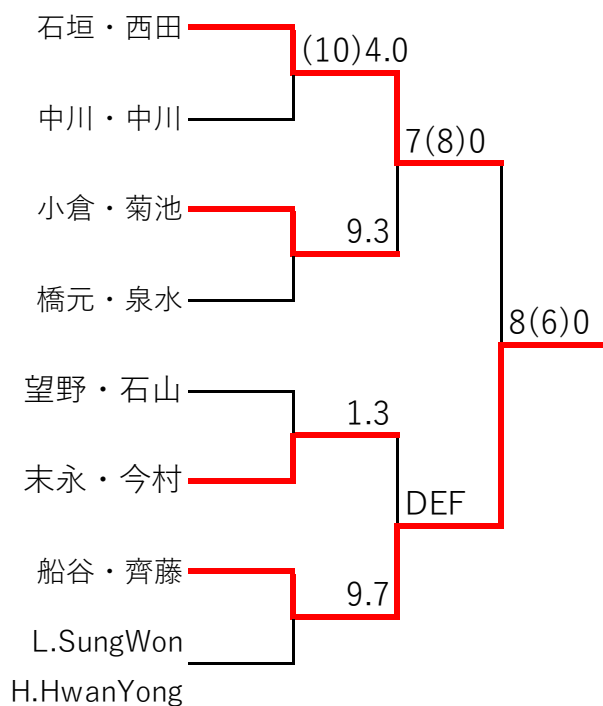 石垣・西田
(10)4.0
中川・中川
7(8)0
小倉・菊池
9.3
橋元・泉水
8(6)0
望野・石山
1.3
末永・今村
DEF
船谷・齊藤
9.7
L.SungWon
H.HwanYong